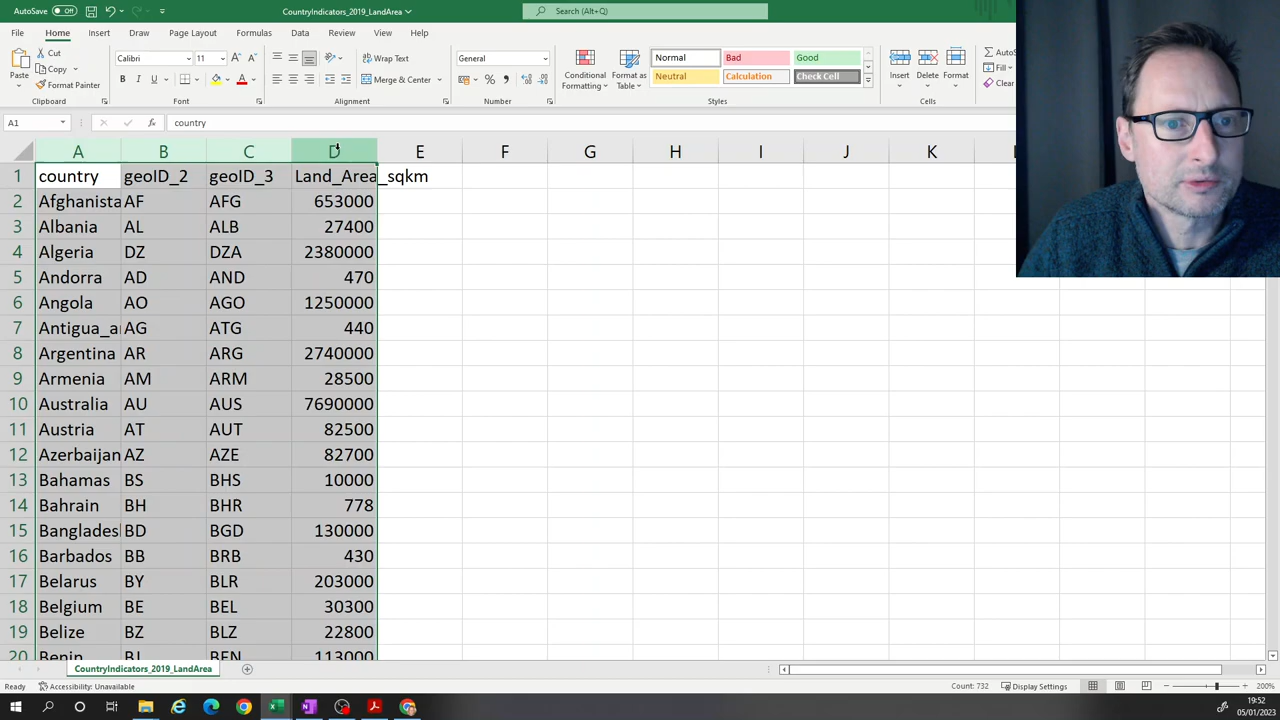 AutoSave Off
CountryIndicators_2019_LandArea
Search (Alt+Q)
File Home Insert Draw Page Layout Formulas Data Review View Help
Paste
Cut
Copy
Format Painter
Clipboard
Calibri 11
B I U
Font
Wrap Text
Merge & Center
Alignment
General
Number
Conditional Formatting
Format as Table
Normal Bad Good
Neutral Calculation Check Cell
Styles
Insert Delete Format
Cells
Fill
A1 fx country
A B C D E F G H I J K
1 country geoID_2 geoID_3 Land_Area_sqkm
2 Afghanista AF AFG 653000
3 Albania AL ALB 27400
4 Algeria DZ DZA 2380000
5 Andorra AD AND 470
6 Angola AO AGO 1250000
7 Antigua_a AG ATG 440
8 Argentina AR ARG 2740000
9 Armenia AM ARM 28500
10 Australia AU AUS 7690000
11 Austria AT AUT 82500
12 Azerbaijan AZ AZE 82700
13 Bahamas BS BHS 10000
14 Bahrain BH BHR 778
15 Banglades BD BGD 130000
16 Barbados BB BRB 430
17 Belarus BY BLR 203000
18 Belgium BE BEL 30300
19 Belize BZ BLZ 22800
20 Benin BJ BEN 113000
CountryIndicators_2019_LandArea
Ready Accessibility: Unavailable Count: 732 Display Settings 200%
19:52
05/01/2023